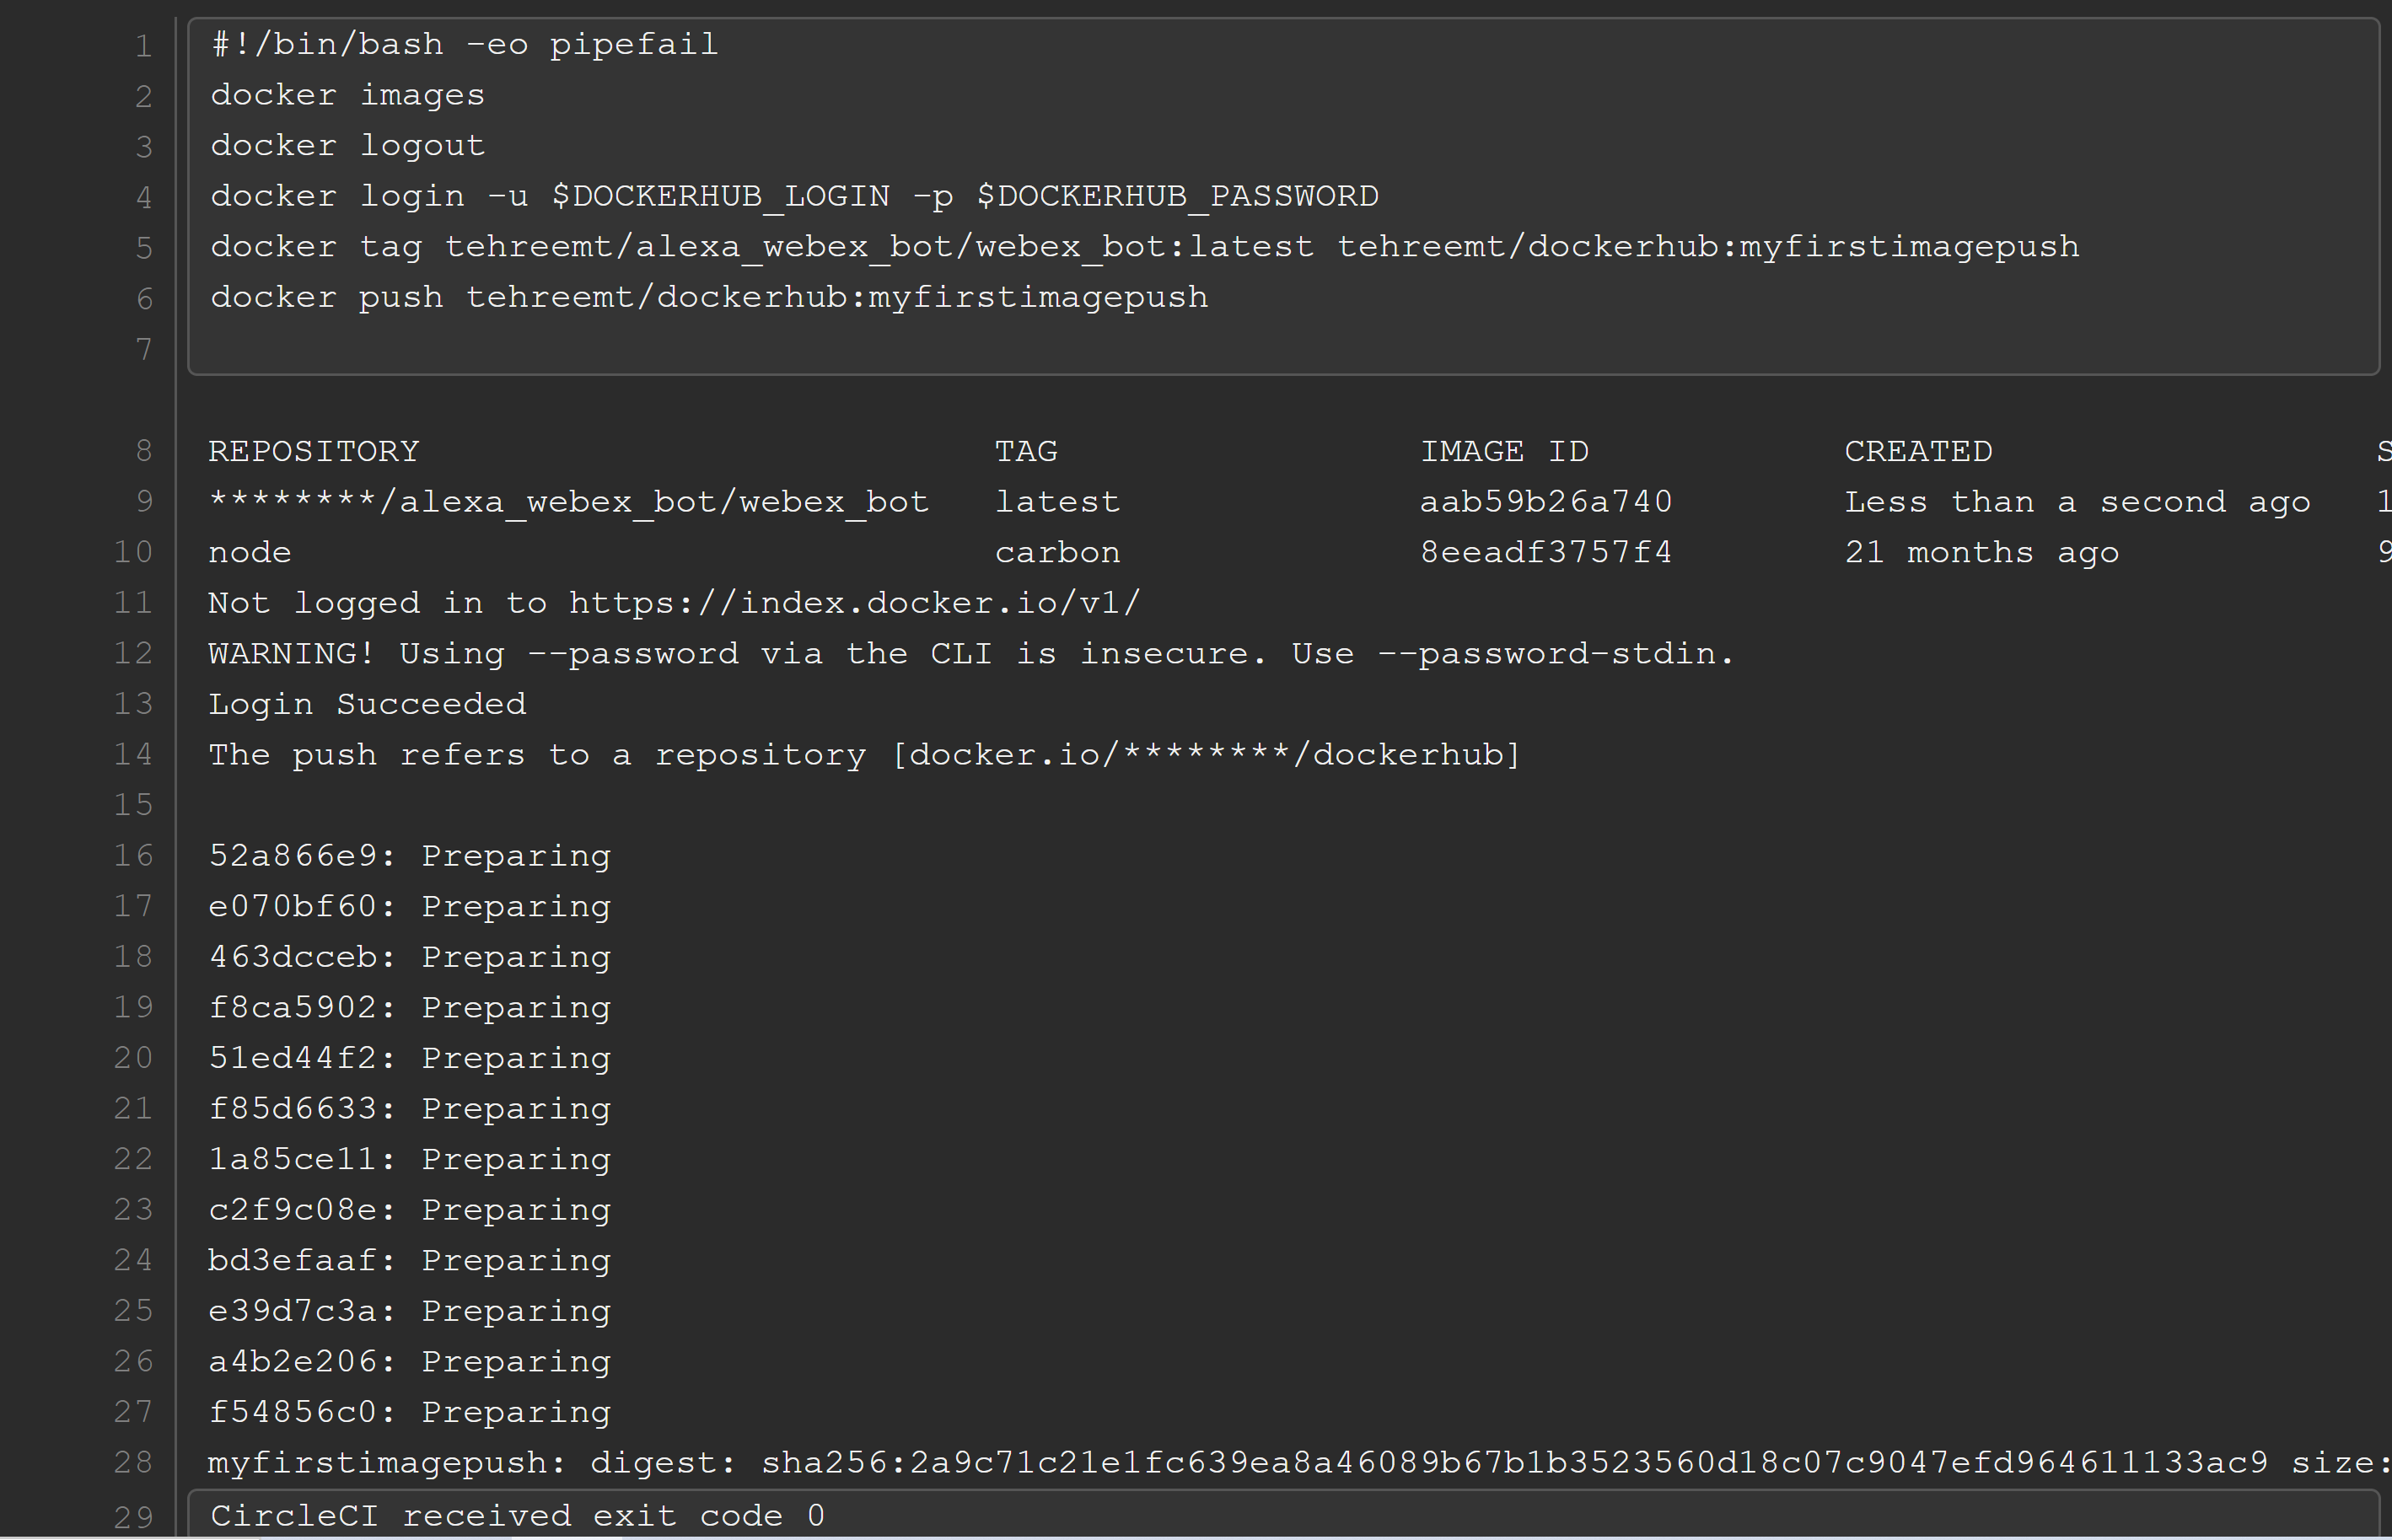 1 #!/bin/bash -eo pipefail
2 docker images
3 docker logout
4 docker login -u $DOCKERHUB_LOGIN -p $DOCKERHUB_PASSWORD
5 docker tag tehreemt/alexa_webex_bot/webex_bot:latest tehreemt/dockerhub:myfirstimagepush
6 docker push tehreemt/dockerhub:myfirstimagepush
7
8 REPOSITORY TAG IMAGE ID CREATED S
9 ********/alexa_webex_bot/webex_bot latest aab59b26a740 Less than a second ago 1
10 node carbon 8eeadf3757f4 21 months ago 9
11 Not logged in to https://index.docker.io/v1/
12 WARNING! Using --password via the CLI is insecure. Use --password-stdin.
13 Login Succeeded
14 The push refers to a repository [docker.io/********/dockerhub]
15
16 52a866e9: Preparing
17 e070bf60: Preparing
18 463dcceb: Preparing
19 f8ca5902: Preparing
20 51ed44f2: Preparing
21 f85d6633: Preparing
22 1a85ce11: Preparing
23 c2f9c08e: Preparing
24 bd3efaaf: Preparing
25 e39d7c3a: Preparing
26 a4b2e206: Preparing
27 f54856c0: Preparing
28 myfirstimagepush: digest: sha256:2a9c71c21e1fc639ea8a46089b67b1b3523560d18c07c9047efd964611133ac9 size:
29 CircleCI received exit code 0